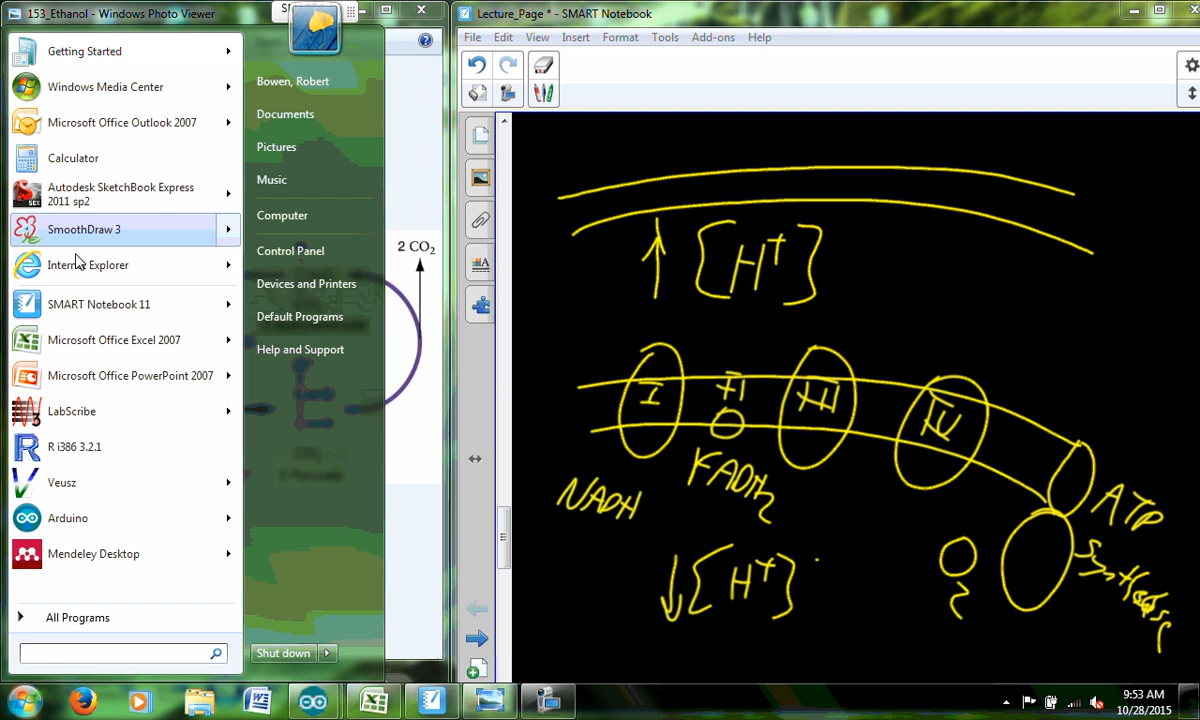 153_Ethanol - Windows Photo Viewer
Getting Started
Windows Media Center
Microsoft Office Outlook 2007
Calculator
Autodesk SketchBook Express
2011 sp2
SmoothDraw 3
Internet Explorer
SMART Notebook 11
Microsoft Office Excel 2007
Microsoft Office PowerPoint 2007
LabScribe
R i386 3.2.1
Veusz
Arduino
Mendeley Desktop
All Programs
Bowen, Robert
Documents
Pictures
Music
Computer
Control Panel
Devices and Printers
Default Programs
Help and Support
Shut down
2 CO2
Lecture_Page * - SMART Notebook
File Edit View Insert Format Tools Add-ons Help
↑ [H+]
I II III IV
NADH FADH2
ATP
Synthase
↓ [H+]
9:53 AM
10/28/2015